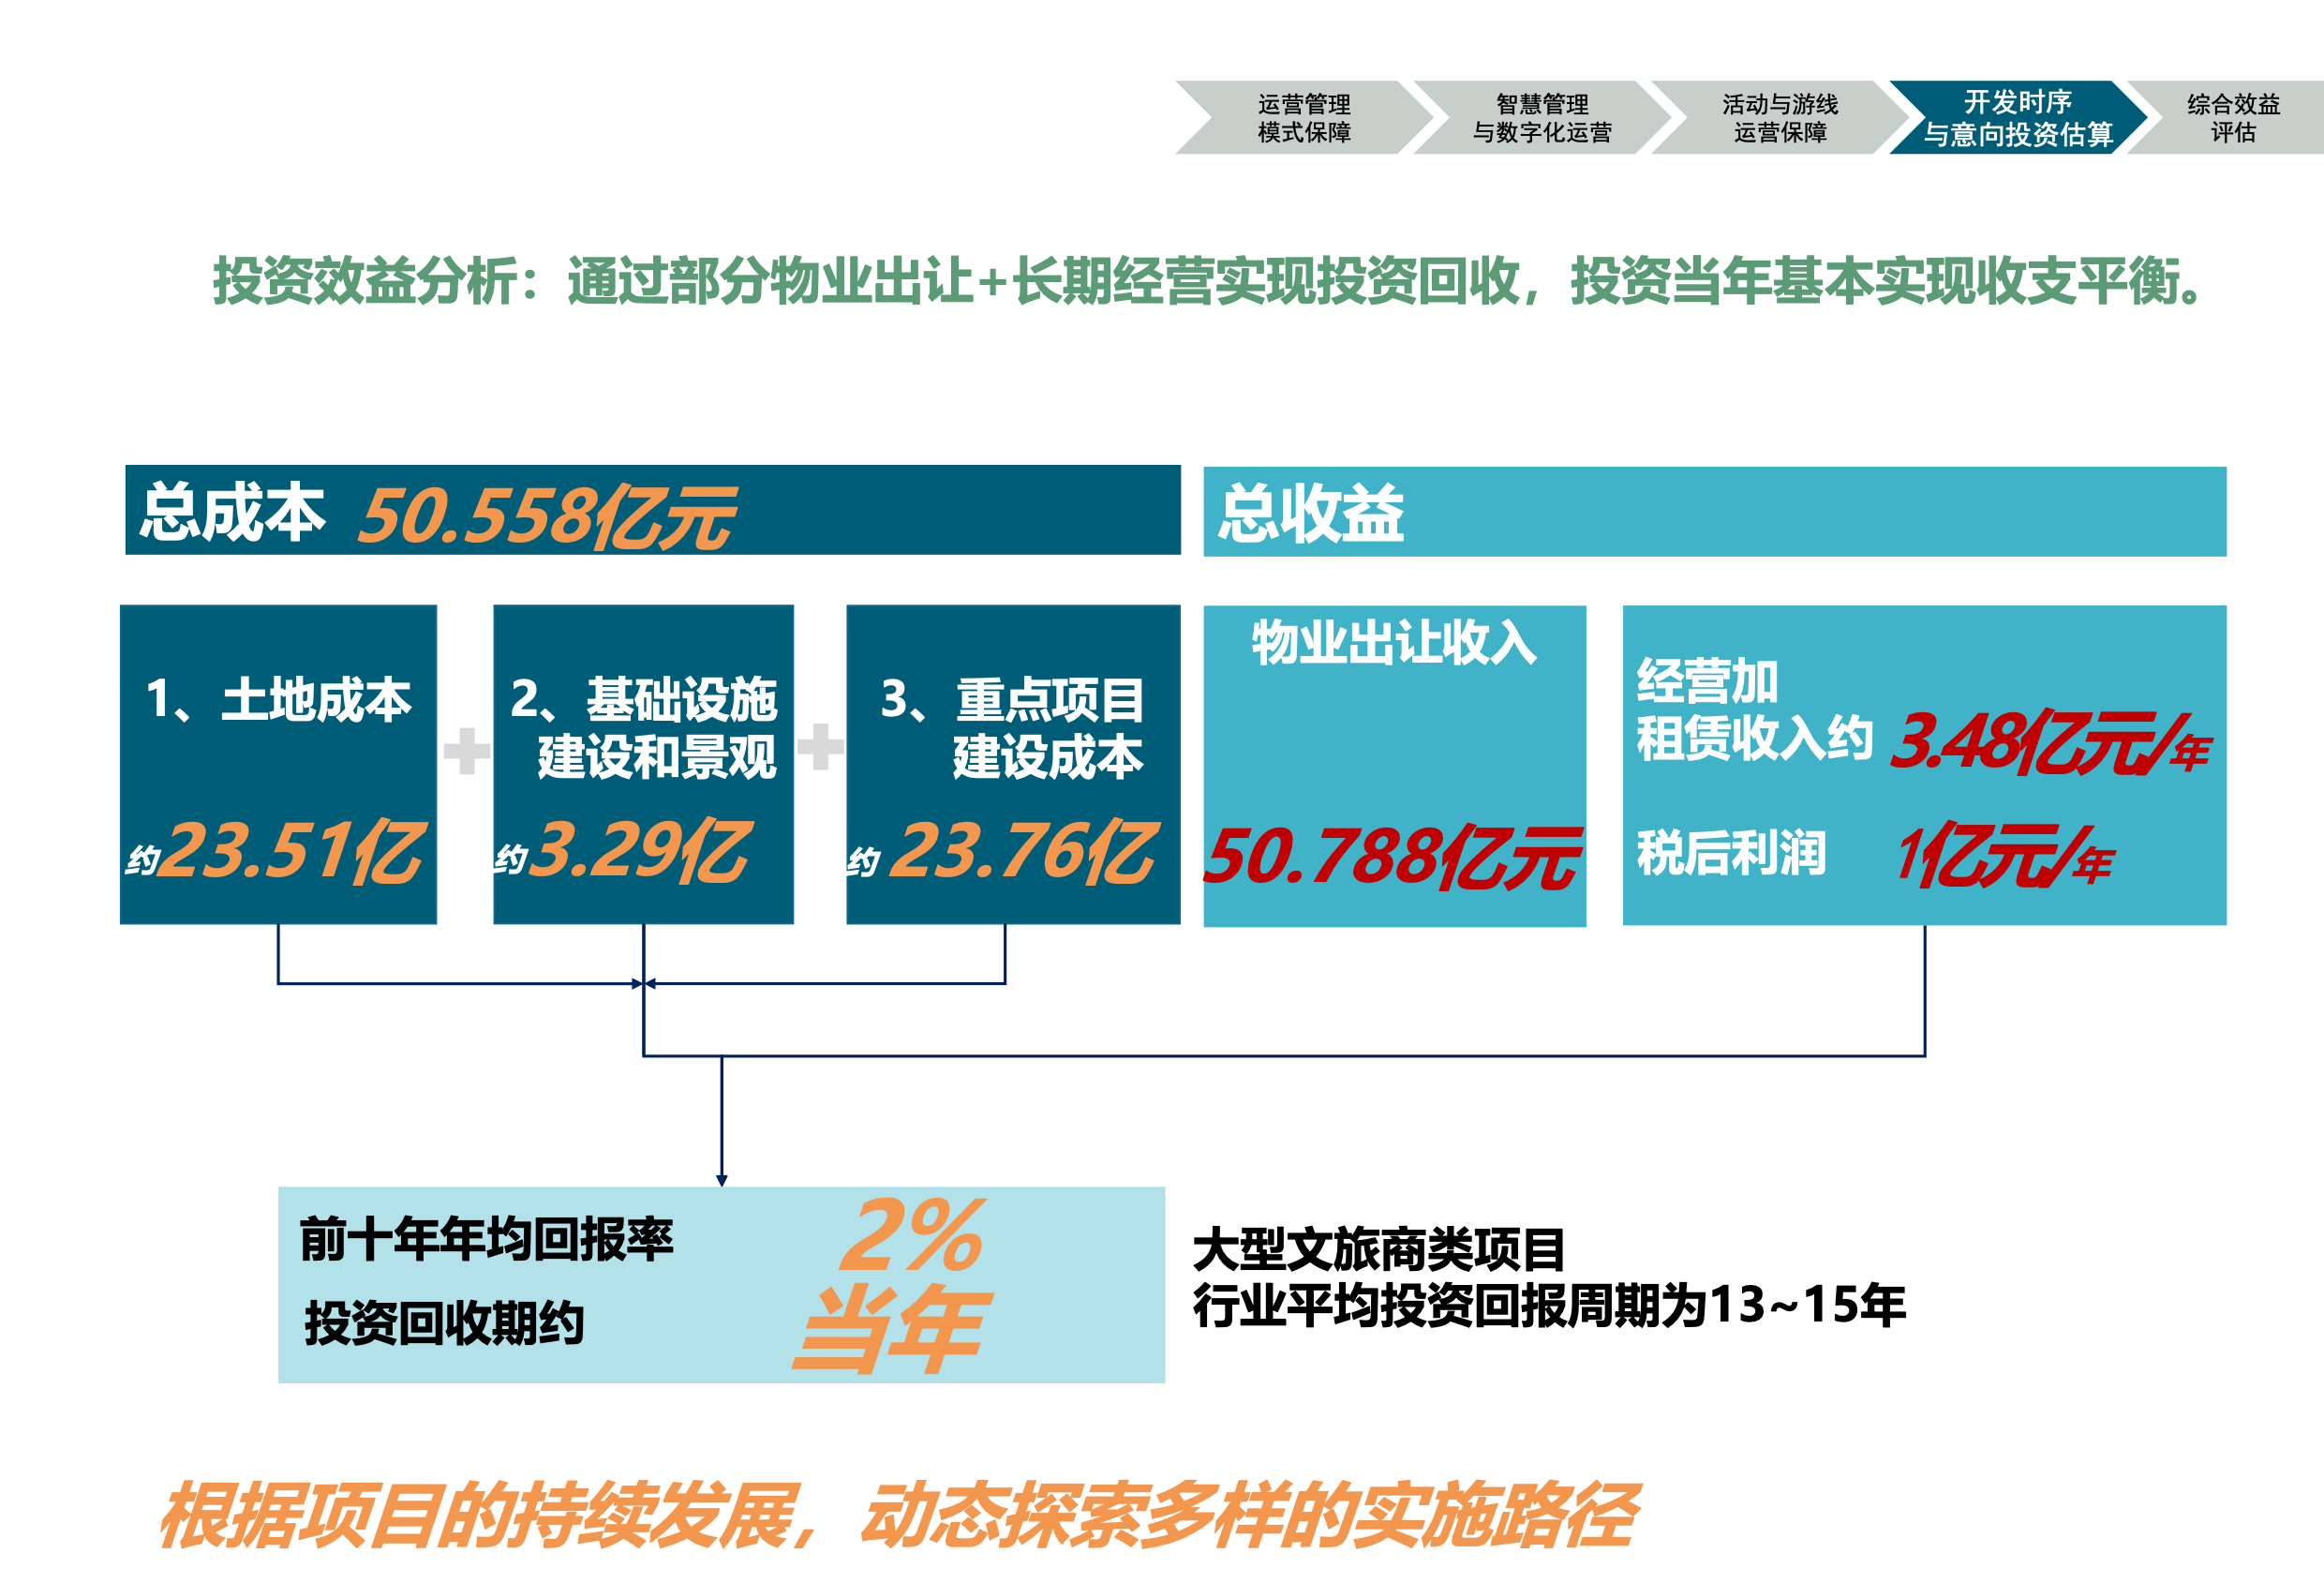 运营管理
模式保障
智慧管理
与数字化运营
活动与游线
运营保障
开发时序
与意向投资估算
综合效益
评估
投资效益分析：通过部分物业出让+长期经营实现投资回收，投资当年基本实现收支平衡。
总成本 50.558亿元
总收益
1、土地成本
约23.51亿
2、基础设施
建设和景观
约3.29亿
3、重点项目
建设成本
约23.76亿
物业出让收入
50.788亿元
经营和
租赁收入约 3.48亿元/年
税后利润 1亿元/年
前十年年均回报率
投资回收期约
2%
当年
大型文旅商类项目
行业平均投资回报周期约13~15年
根据项目的持续发展，可在探索多样的实施路径